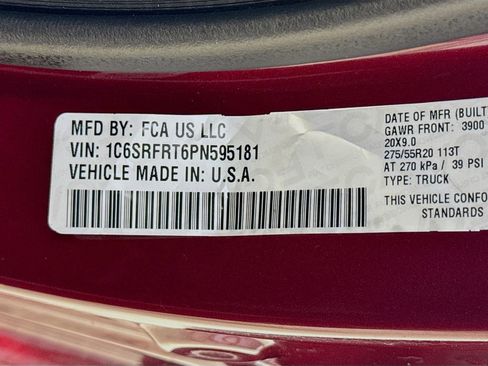 MFD BY: FCA US LLC
VIN: 1C6SRFRT6PN595181
VEHICLE MADE IN: U.S.A.
DATE OF MFR (BUILT
GAWR FRONT: 3900
20X9.0
275/55R20 113T
AT 270 kPa / 39 PSI
TYPE: TRUCK
THIS VEHICLE CONFO
STANDARDS